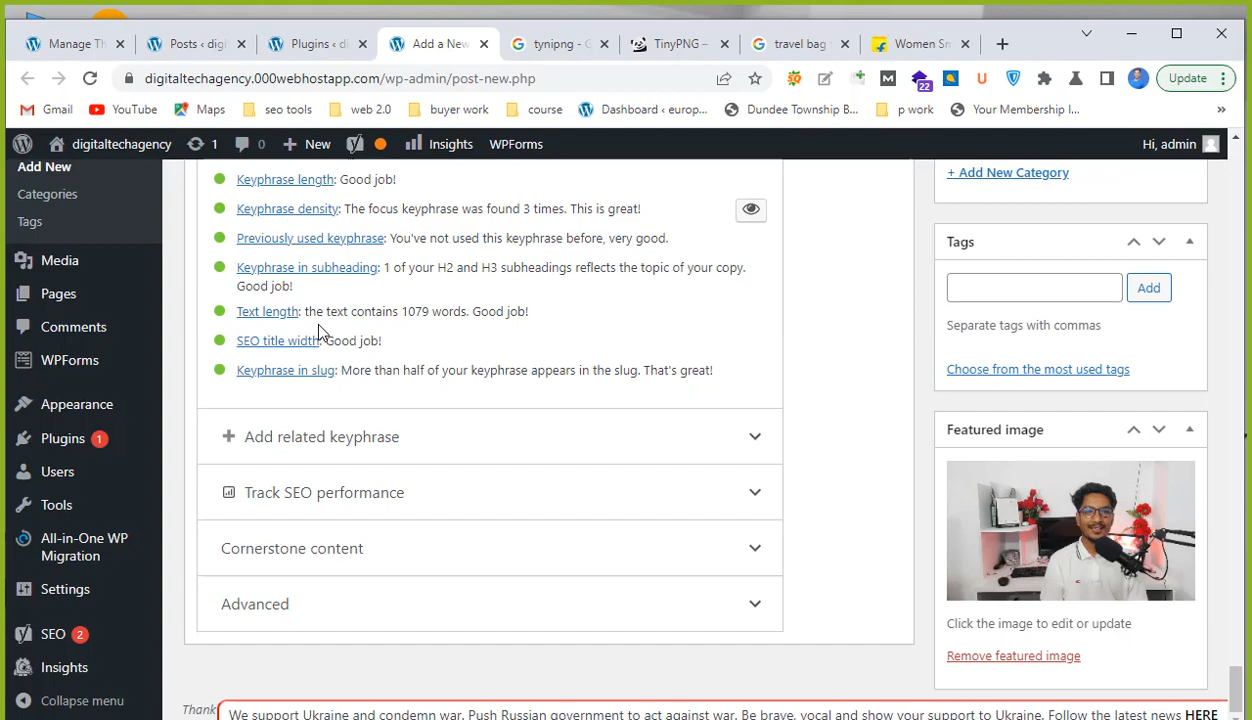 Manage Th
Posts ‹ digi
Plugins ‹ di
Add a New
tynipng - G
TinyPNG –
travel bag
Women Sm
digitaltechagency.000webhostapp.com/wp-admin/post-new.php
22
Update
Gmail
YouTube
Maps
seo tools
web 2.0
buyer work
course
Dashboard ‹ europ...
Dundee Township B...
p work
Your Membership I...
»
digitaltechagency
1
0
New
Insights
WPForms
Hi, admin
Add New
Categories
Tags
Media
Pages
Comments
WPForms
Appearance
Plugins 1
Users
Tools
All-in-One WP
Migration
Settings
SEO 2
Insights
Collapse menu
Keyphrase length: Good job!
Keyphrase density: The focus keyphrase was found 3 times. This is great!
Previously used keyphrase: You've not used this keyphrase before, very good.
Keyphrase in subheading: 1 of your H2 and H3 subheadings reflects the topic of your copy.
Good job!
Text length: the text contains 1079 words. Good job!
SEO title width: Good job!
Keyphrase in slug: More than half of your keyphrase appears in the slug. That's great!
Add related keyphrase
Track SEO performance
Cornerstone content
Advanced
+ Add New Category
Tags
Add
Separate tags with commas
Choose from the most used tags
Featured image
Click the image to edit or update
Remove featured image
Thank
We support Ukraine and condemn war. Push Russian government to act against war. Be brave, vocal and show your support to Ukraine. Follow the latest news HERE